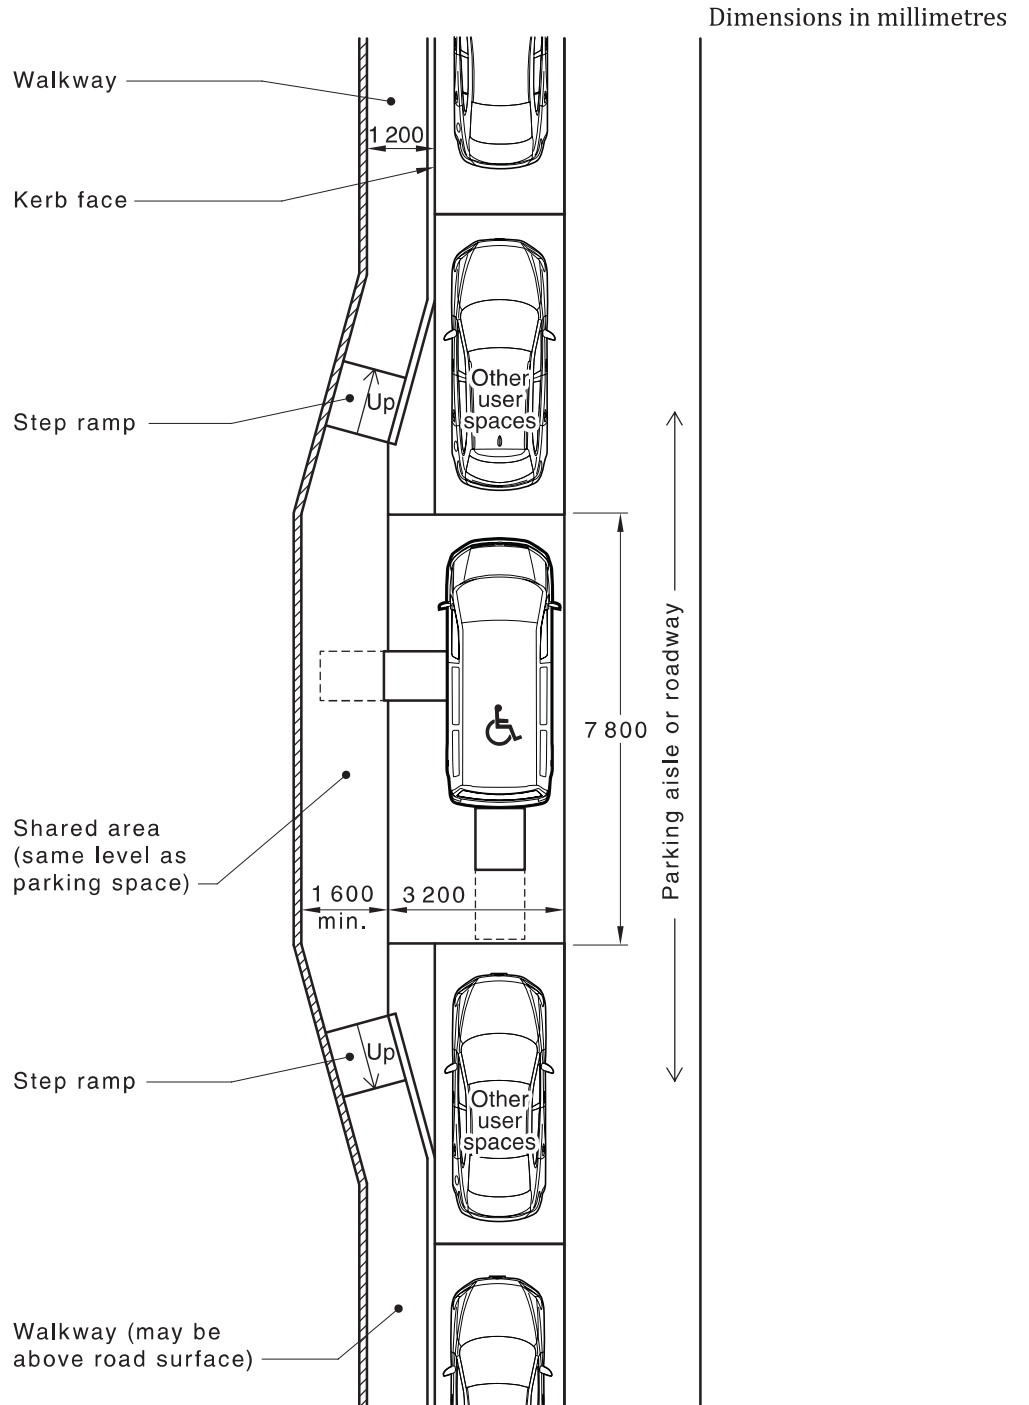 Dimensions in millimetres
Walkway
1 200
Kerb face
Other
user
spaces
Step ramp
Up
Parking aisle or roadway
7 800
Shared area
(same level as
parking space)
1 600
min.
3 200
Step ramp
Up
Other
user
spaces
Walkway (may be
above road surface)